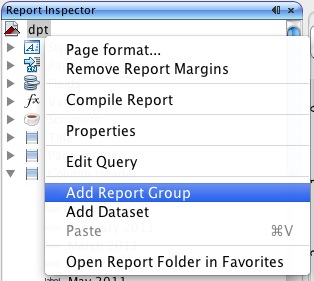 Report Inspector
dpt
Page format...
Remove Report Margins
Compile Report
fx
Properties
Edit Query
Add Report Group
Add Dataset
Paste ⌘V
Open Report Folder in Favorites
May 2011